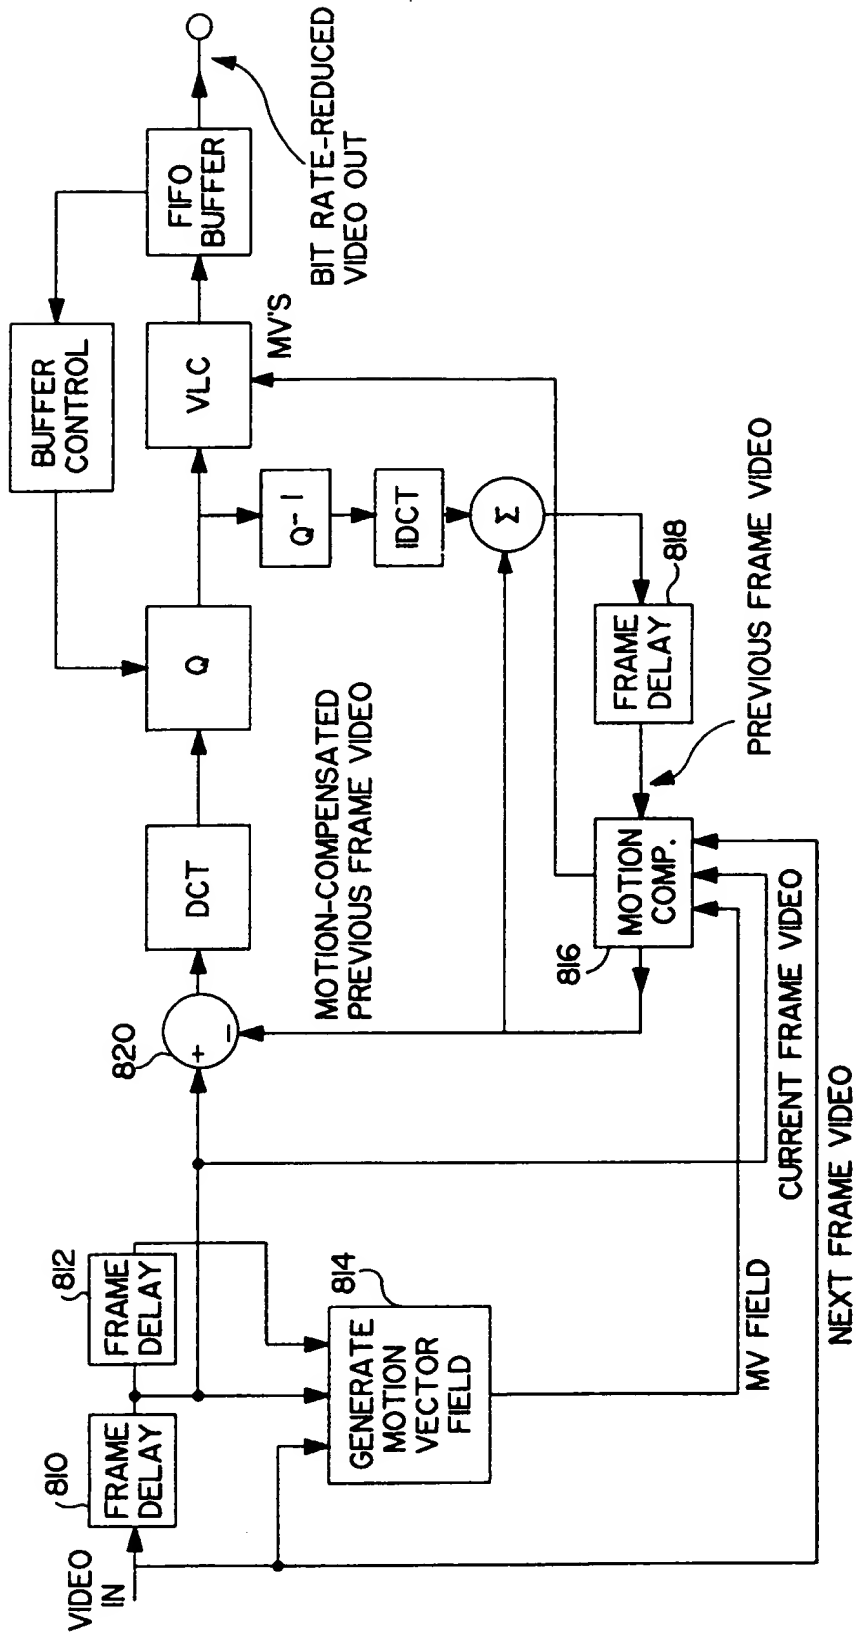 VIDEO
IN
810
FRAME
DELAY
812
FRAME
DELAY
GENERATE
MOTION
VECTOR
FIELD
814
820
+
−
DCT
Q
BUFFER
CONTROL
VLC
FIFO
BUFFER
BIT RATE-REDUCED
VIDEO OUT
MV'S
Q-1
IDCT
Σ
MOTION-COMPENSATED
PREVIOUS FRAME VIDEO
FRAME
DELAY
818
PREVIOUS FRAME VIDEO
MOTION
COMP.
816
MV FIELD
CURRENT FRAME VIDEO
NEXT FRAME VIDEO